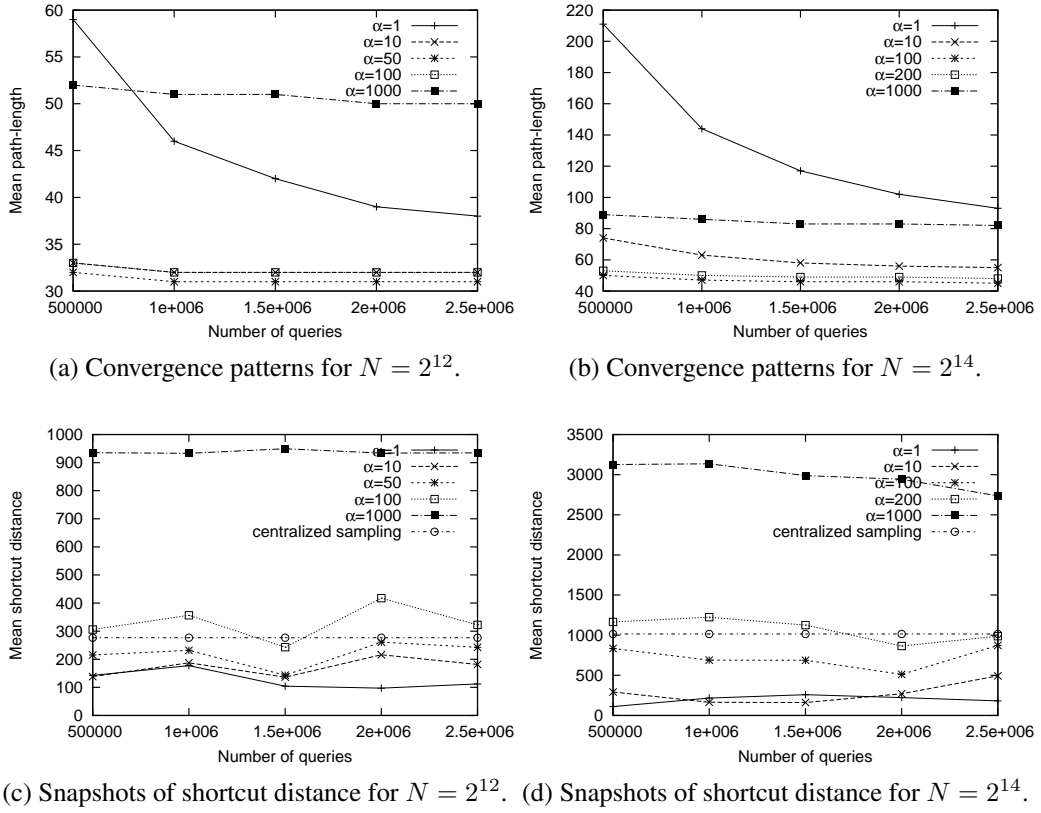 60
55
50
45
40
35
30
Mean path-length
α=1
α=10
α=50
α=100
α=1000
500000 1e+006 1.5e+006 2e+006 2.5e+006
Number of queries
(a) Convergence patterns for N = 2^12.
220
200
180
160
140
120
100
80
60
40
Mean path-length
α=1
α=10
α=100
α=200
α=1000
500000 1e+006 1.5e+006 2e+006 2.5e+006
Number of queries
(b) Convergence patterns for N = 2^14.
1000
900
800
700
600
500
400
300
200
100
0
Mean shortcut distance
α=1
α=10
α=50
α=100
α=1000
centralized sampling
500000 1e+006 1.5e+006 2e+006 2.5e+006
Number of queries
(c) Snapshots of shortcut distance for N = 2^12.
3500
3000
2500
2000
1500
1000
500
0
Mean shortcut distance
α=1
α=10
α=100
α=200
α=1000
centralized sampling
500000 1e+006 1.5e+006 2e+006 2.5e+006
Number of queries
(d) Snapshots of shortcut distance for N = 2^14.